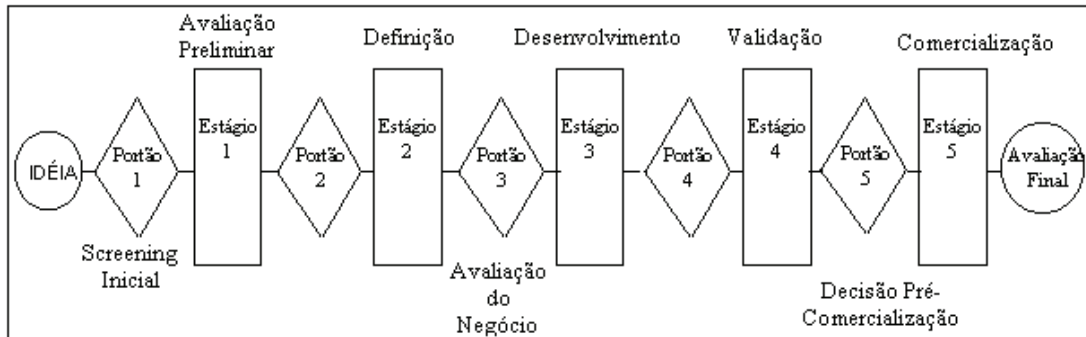 Avaliação
Preliminar
Definição
Desenvolvimento
Validação
Comercialização
IDÉIA
Portão
1
Estágio
1
Portão
2
Estágio
2
Portão
3
Estágio
3
Portão
4
Estágio
4
Portão
5
Estágio
5
Avaliação
Final
Screening
Inicial
Avaliação
do
Negócio
Decisão Pré-
Comercialização